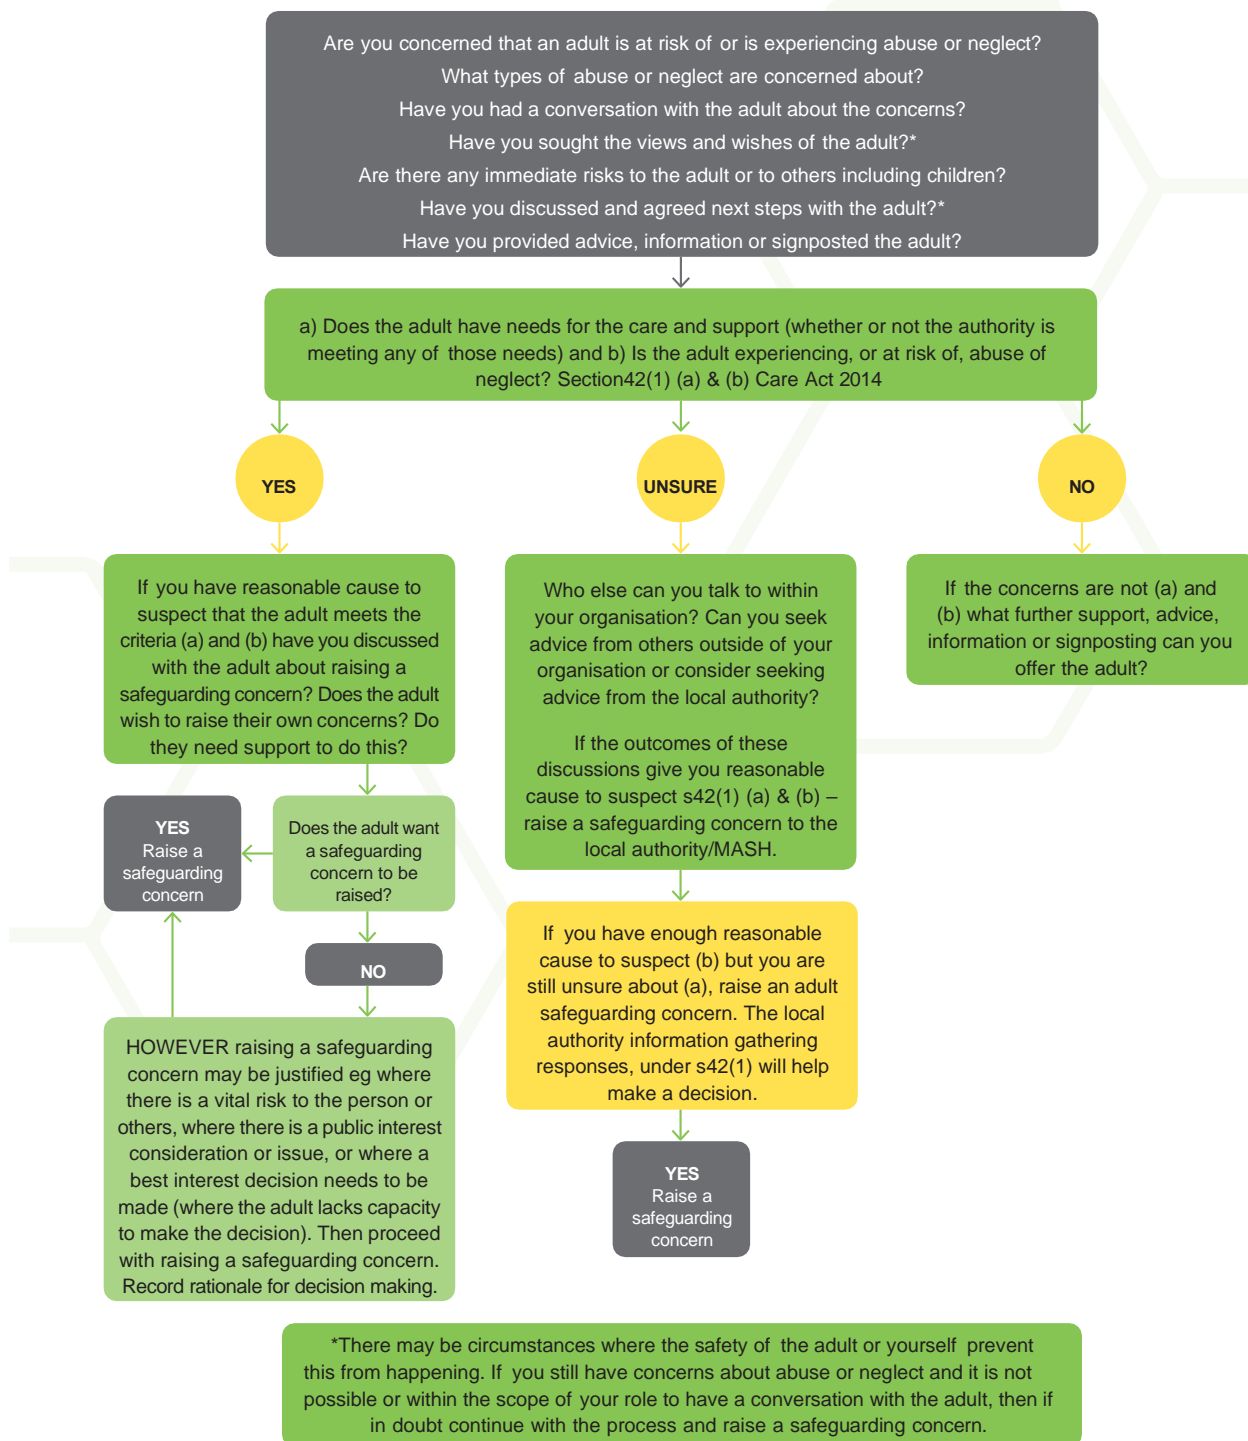 Are you concerned that an adult is at risk of or is experiencing abuse or neglect?
What types of abuse or neglect are concerned about?
Have you had a conversation with the adult about the concerns?
Have you sought the views and wishes of the adult?*
Are there any immediate risks to the adult or to others including children?
Have you discussed and agreed next steps with the adult?*
Have you provided advice, information or signposted the adult?
a) Does the adult have needs for the care and support (whether or not the authority is
meeting any of those needs) and b) Is the adult experiencing, or at risk of, abuse of
neglect? Section42(1) (a) & (b) Care Act 2014
YES
If you have reasonable cause to
suspect that the adult meets the
criteria (a) and (b) have you discussed
with the adult about raising a
safeguarding concern? Does the adult
wish to raise their own concerns? Do
they need support to do this?
Does the adult want
a safeguarding
concern to be
raised?
YES
Raise a
safeguarding
concern
NO
HOWEVER raising a safeguarding
concern may be justified eg where
there is a vital risk to the person or
others, where there is a public interest
consideration or issue, or where a
best interest decision needs to be
made (where the adult lacks capacity
to make the decision). Then proceed
with raising a safeguarding concern.
Record rationale for decision making.
UNSURE
Who else can you talk to within
your organisation? Can you seek
advice from others outside of your
organisation or consider seeking
advice from the local authority?
If the outcomes of these
discussions give you reasonable
cause to suspect s42(1) (a) & (b) –
raise a safeguarding concern to the
local authority/MASH.
If you have enough reasonable
cause to suspect (b) but you are
still unsure about (a), raise an adult
safeguarding concern. The local
authority information gathering
responses, under s42(1) will help
make a decision.
YES
Raise a
safeguarding
concern
NO
If the concerns are not (a) and
(b) what further support, advice,
information or signposting can you
offer the adult?
*There may be circumstances where the safety of the adult or yourself prevent
this from happening. If you still have concerns about abuse or neglect and it is not
possible or within the scope of your role to have a conversation with the adult, then if
in doubt continue with the process and raise a safeguarding concern.